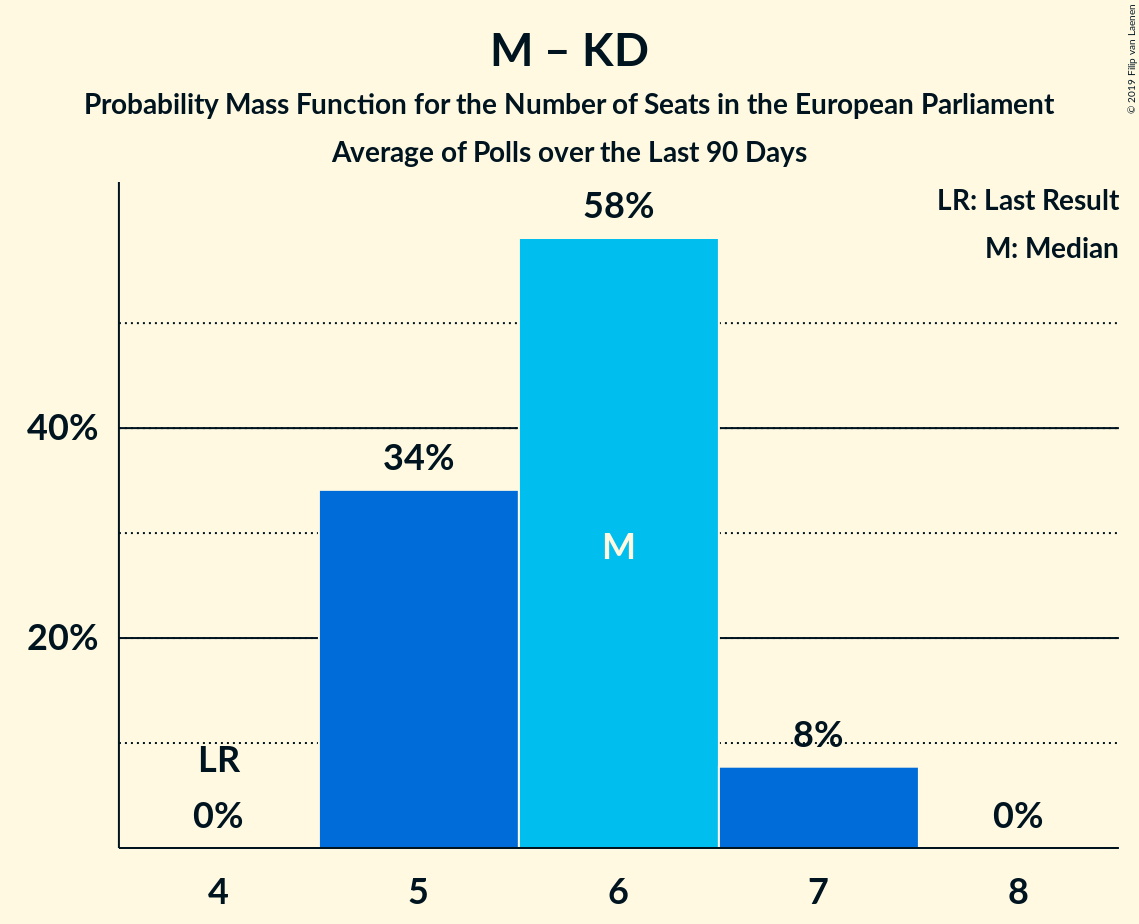 M – KD
Probability Mass Function for the Number of Seats in the European Parliament
Average of Polls over the Last 90 Days
© 2019 Filip van Laenen
LR: Last Result
M: Median
58%
40%
34%
M
20%
8%
LR
0%
0%
4 5 6 7 8